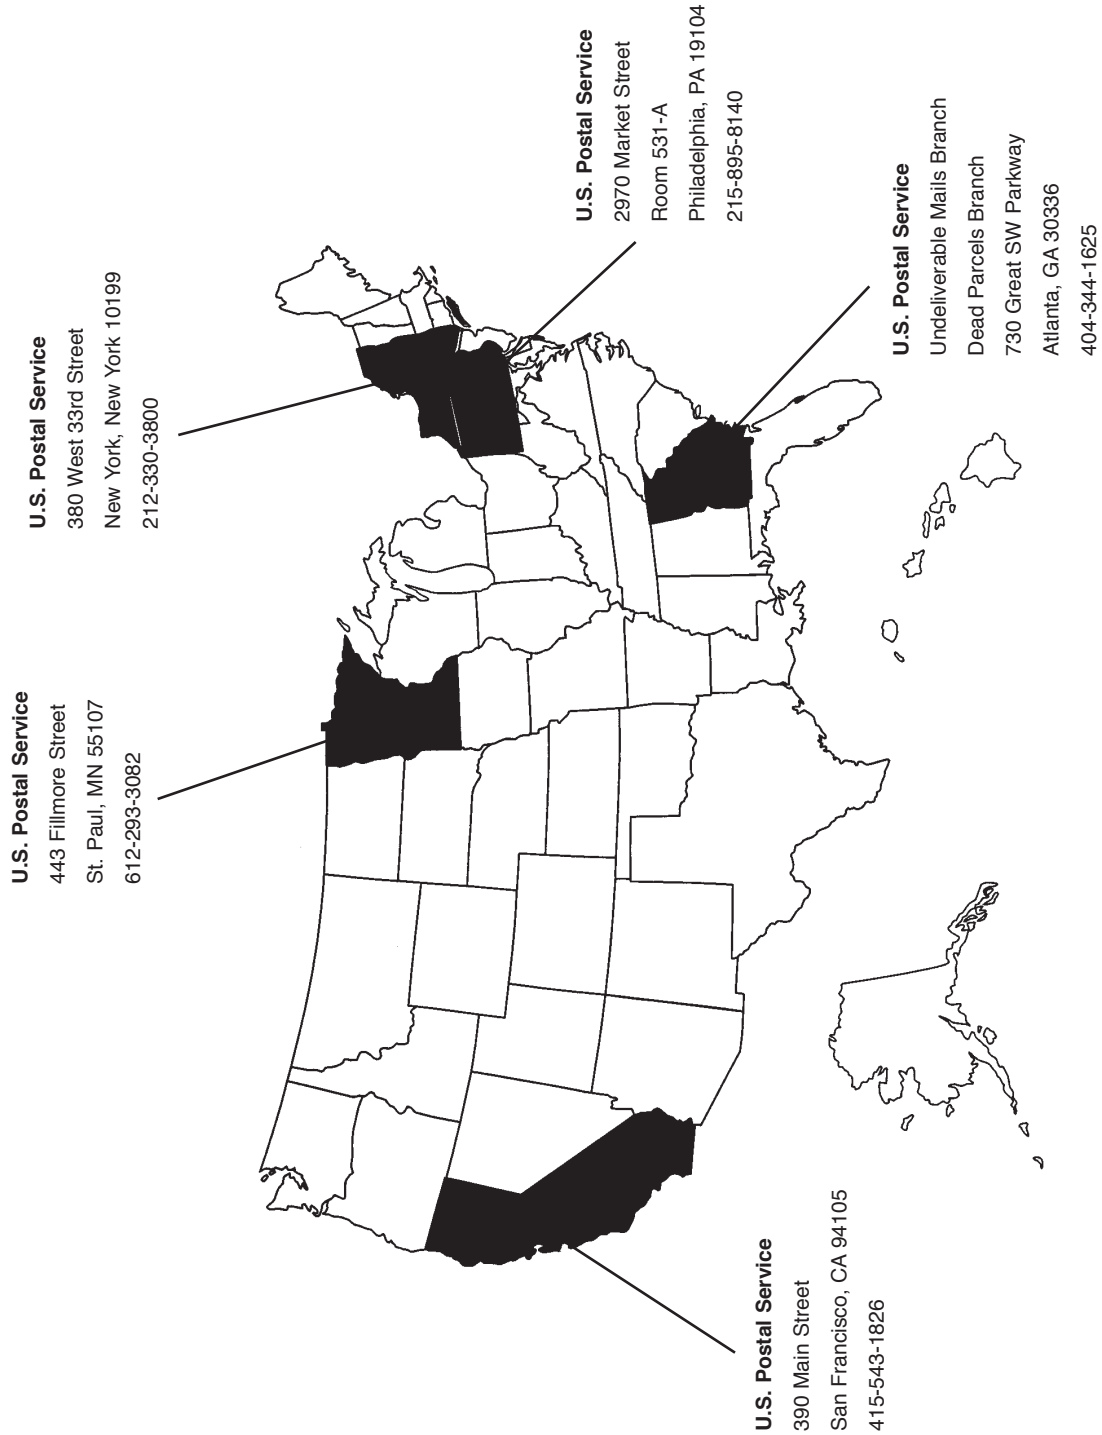 U.S. Postal Service
443 Fillmore Street
St. Paul, MN 55107
612-293-3082
U.S. Postal Service
380 West 33rd Street
New York, New York 10199
212-330-3800
U.S. Postal Service
2970 Market Street
Room 531-A
Philadelphia, PA 19104
215-895-8140
U.S. Postal Service
390 Main Street
San Francisco, CA 94105
415-543-1826
U.S. Postal Service
Undeliverable Mails Branch
Dead Parcels Branch
730 Great SW Parkway
Atlanta, GA 30336
404-344-1625